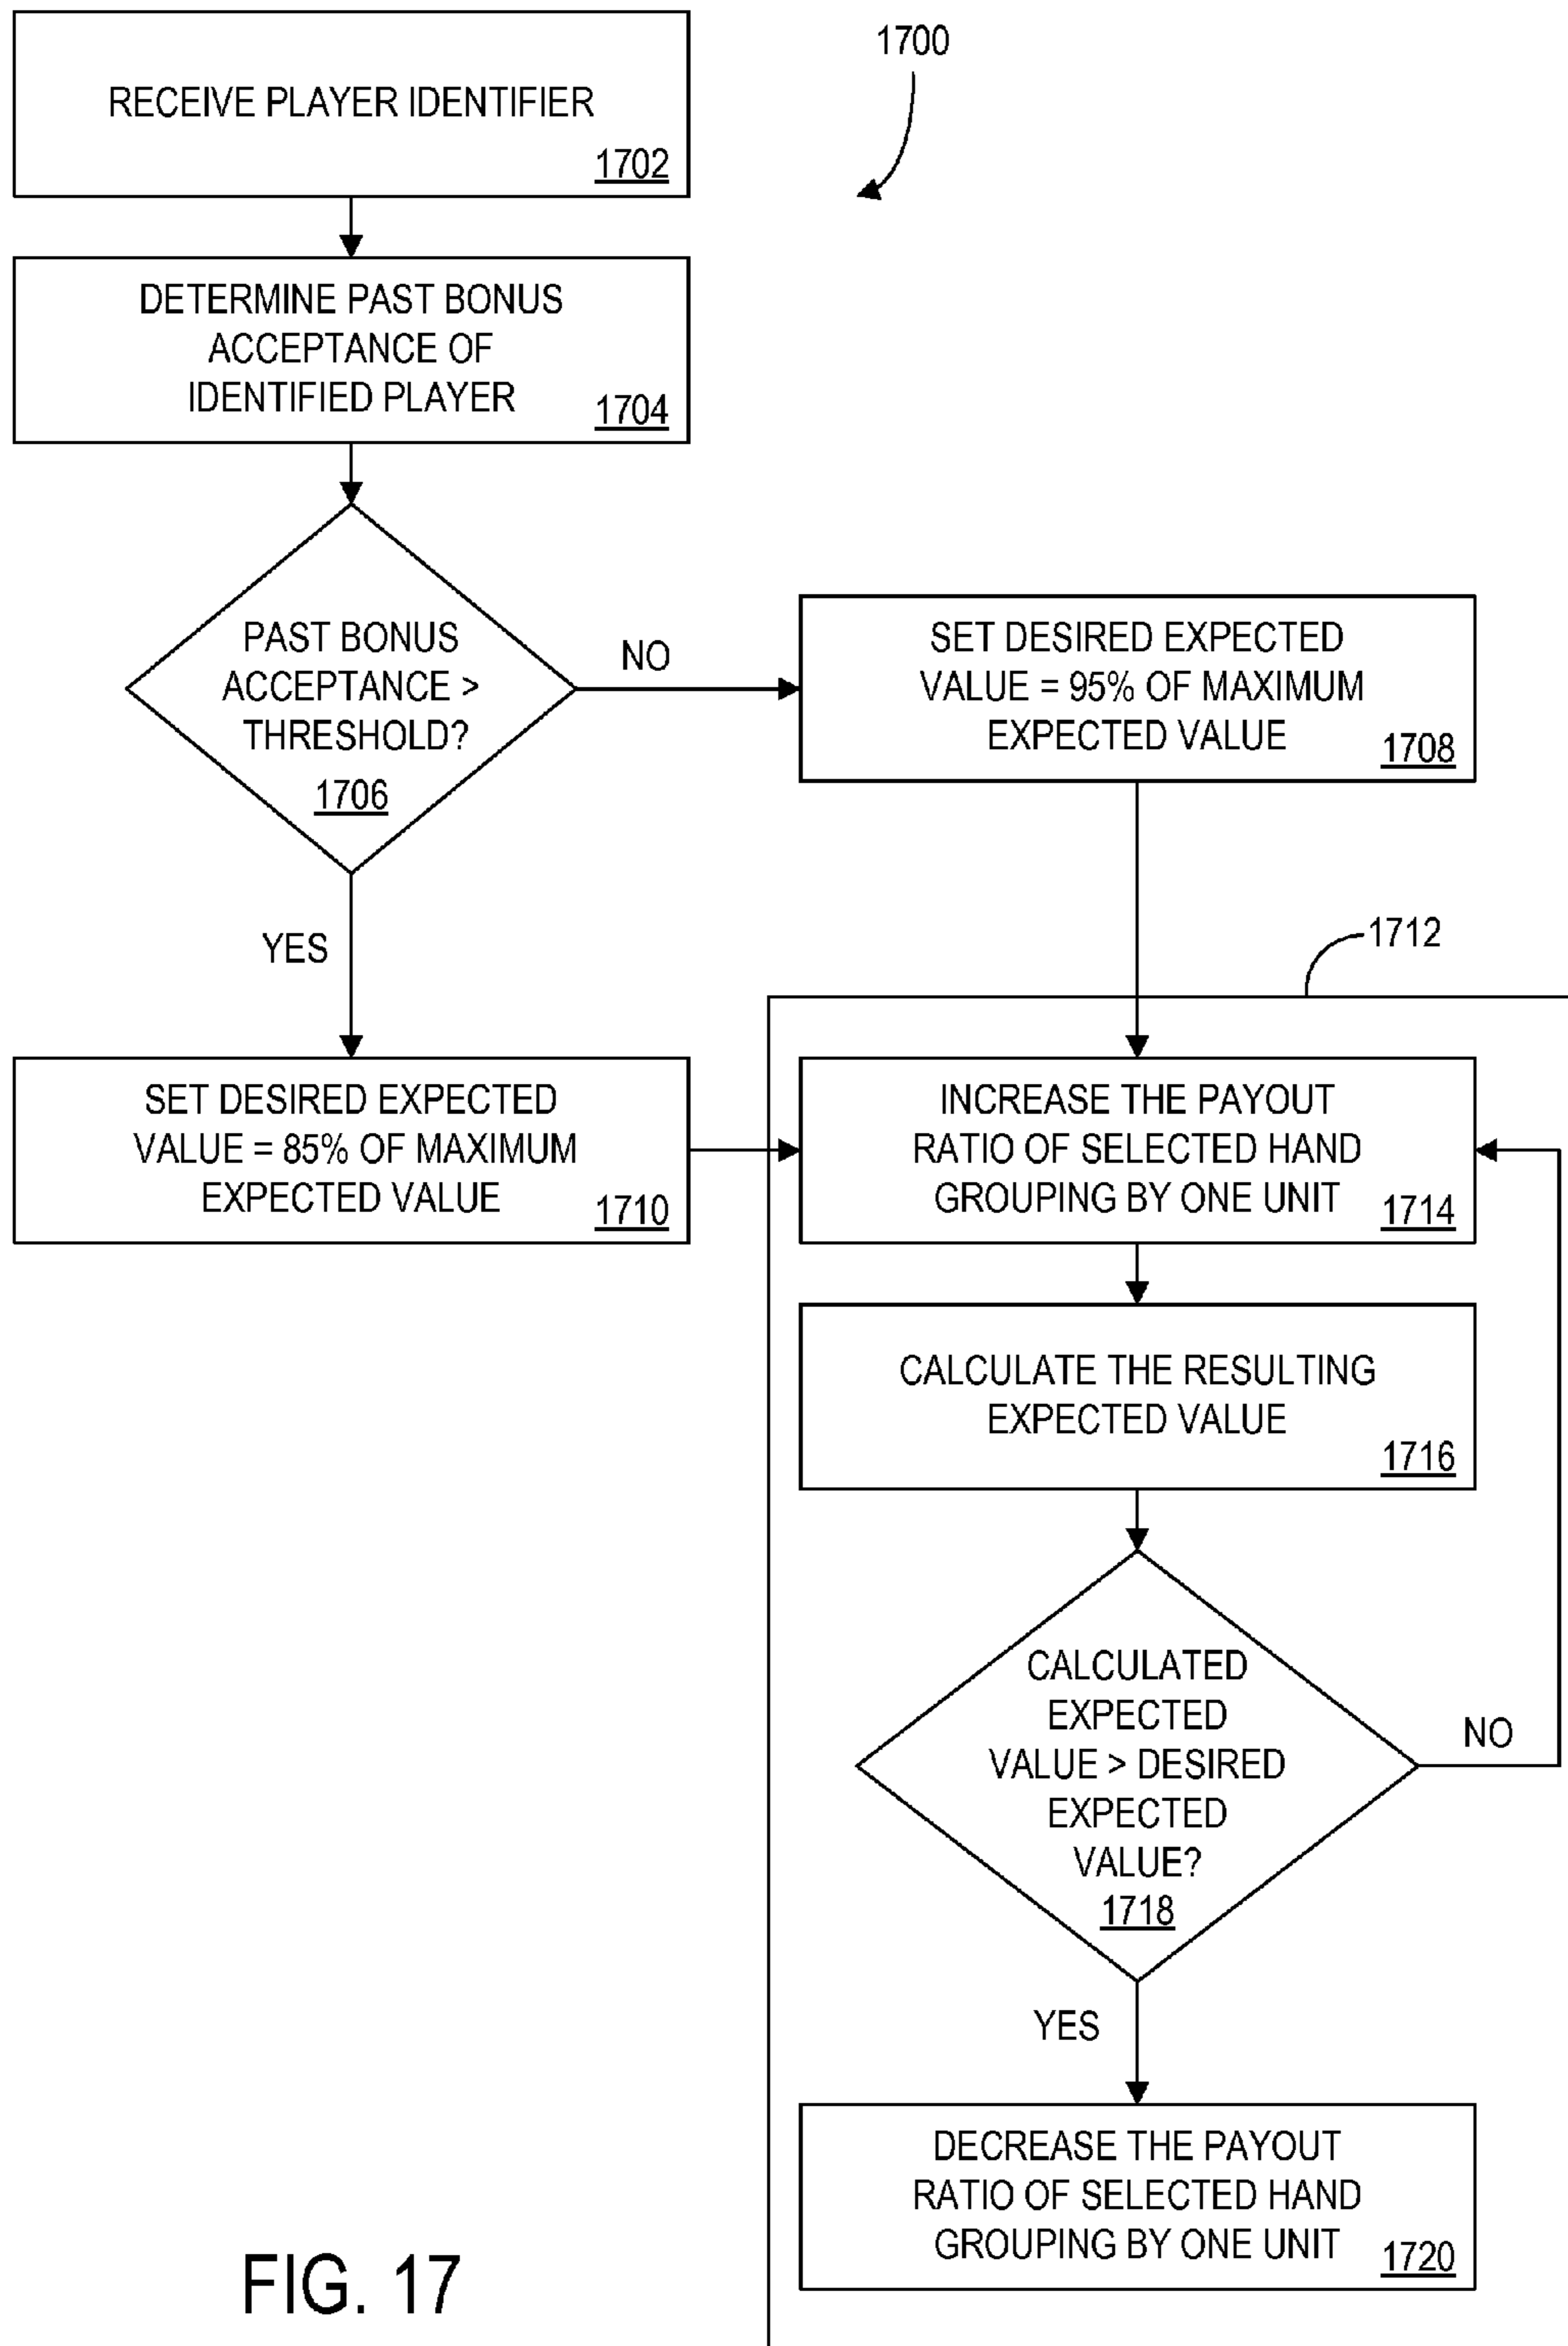 1700
RECEIVE PLAYER IDENTIFIER
1702
DETERMINE PAST BONUS
ACCEPTANCE OF
IDENTIFIED PLAYER
1704
PAST BONUS
ACCEPTANCE >
THRESHOLD?
1706
NO
SET DESIRED EXPECTED
VALUE = 95% OF MAXIMUM
EXPECTED VALUE
1708
YES
1712
SET DESIRED EXPECTED
VALUE = 85% OF MAXIMUM
EXPECTED VALUE
1710
INCREASE THE PAYOUT
RATIO OF SELECTED HAND
GROUPING BY ONE UNIT
1714
CALCULATE THE RESULTING
EXPECTED VALUE
1716
CALCULATED
EXPECTED
VALUE > DESIRED
EXPECTED
VALUE?
1718
NO
YES
DECREASE THE PAYOUT
RATIO OF SELECTED HAND
GROUPING BY ONE UNIT
1720
FIG. 17